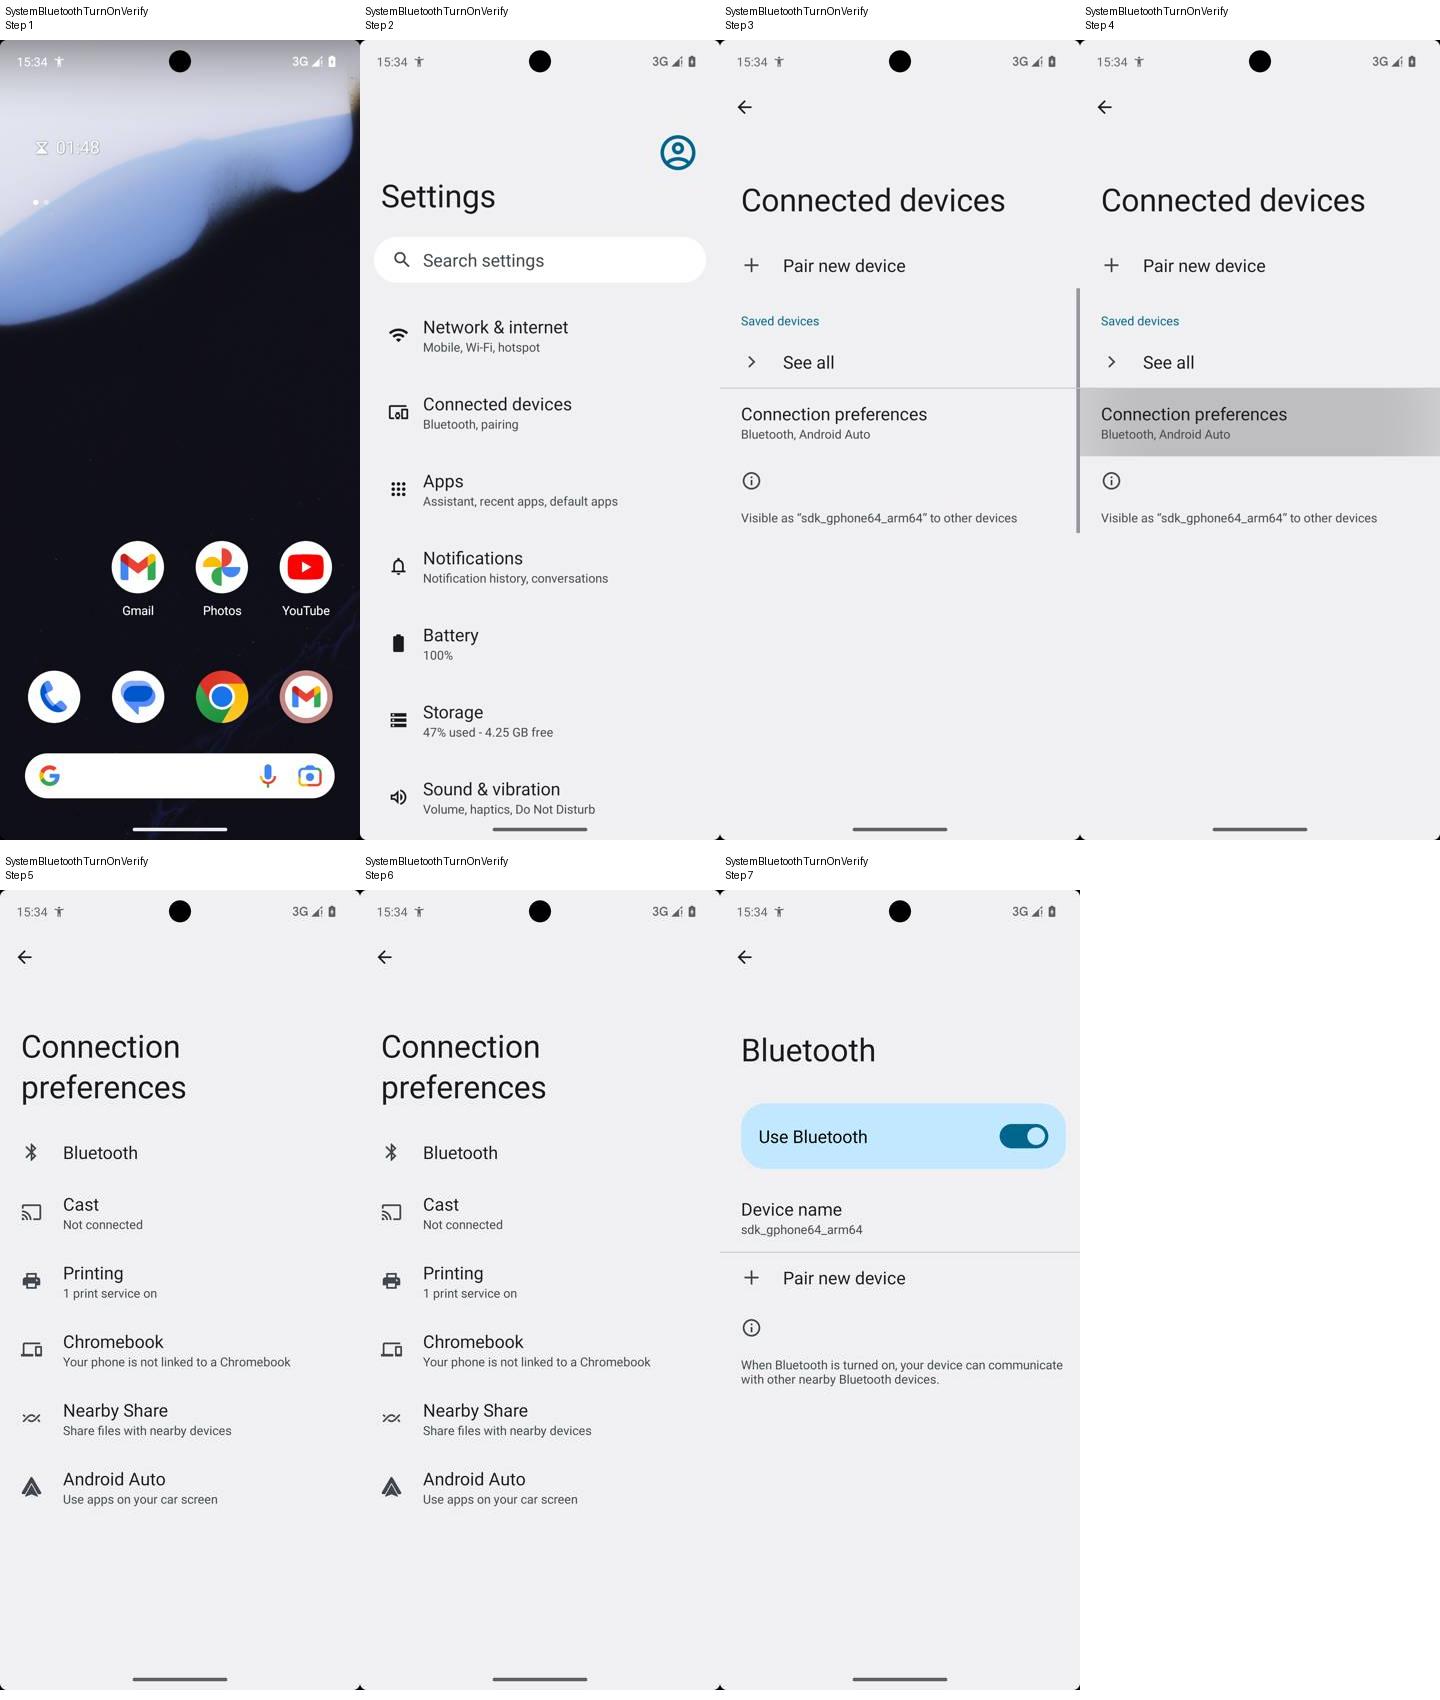 SystemBluetoothTurnOnVerify
Step 1
15:34
3G
01:48
Gmail
Photos
YouTube
SystemBluetoothTurnOnVerify
Step 2
15:34
3G
Settings
Search settings
Network & internet
Mobile, Wi-Fi, hotspot
Connected devices
Bluetooth, pairing
Apps
Assistant, recent apps, default apps
Notifications
Notification history, conversations
Battery
100%
Storage
47% used - 4.25 GB free
Sound & vibration
Volume, haptics, Do Not Disturb
SystemBluetoothTurnOnVerify
Step 3
15:34
3G
Connected devices
Pair new device
Saved devices
See all
Connection preferences
Bluetooth, Android Auto
Visible as “sdk_gphone64_arm64” to other devices
SystemBluetoothTurnOnVerify
Step 4
15:34
3G
Connected devices
Pair new device
Saved devices
See all
Connection preferences
Bluetooth, Android Auto
Visible as “sdk_gphone64_arm64” to other devices
SystemBluetoothTurnOnVerify
Step 5
15:34
3G
Connection
preferences
Bluetooth
Cast
Not connected
Printing
1 print service on
Chromebook
Your phone is not linked to a Chromebook
Nearby Share
Share files with nearby devices
Android Auto
Use apps on your car screen
SystemBluetoothTurnOnVerify
Step 6
15:34
3G
Connection
preferences
Bluetooth
Cast
Not connected
Printing
1 print service on
Chromebook
Your phone is not linked to a Chromebook
Nearby Share
Share files with nearby devices
Android Auto
Use apps on your car screen
SystemBluetoothTurnOnVerify
Step 7
15:34
3G
Bluetooth
Use Bluetooth
Device name
sdk_gphone64_arm64
Pair new device
When Bluetooth is turned on, your device can communicate
with other nearby Bluetooth devices.